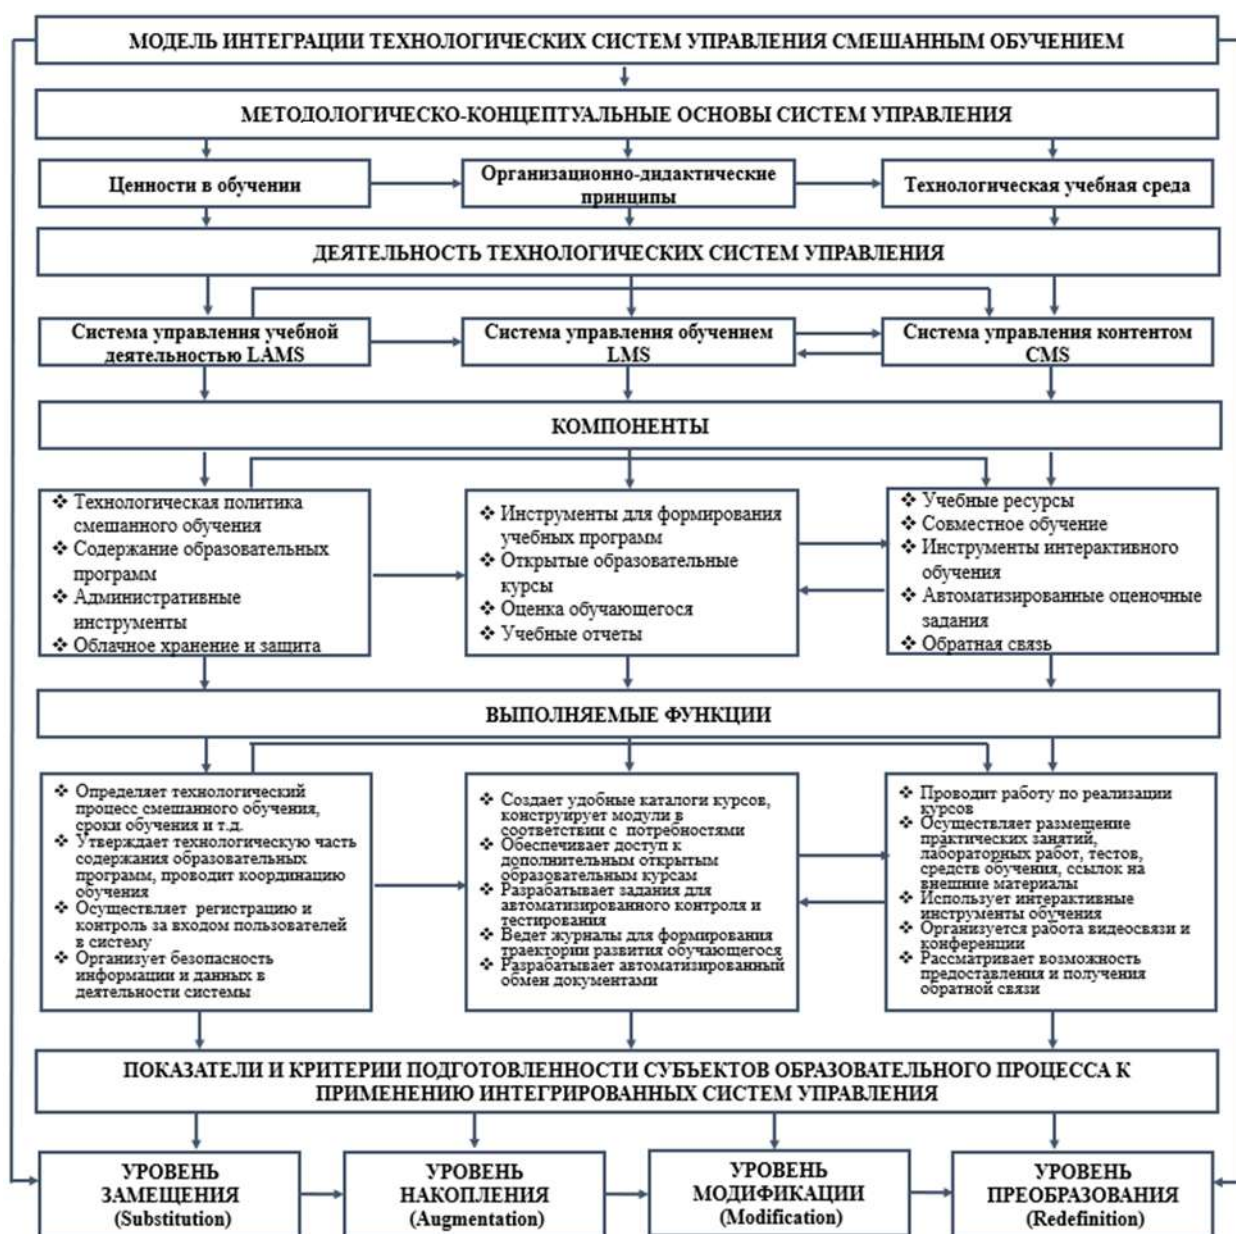 МОДЕЛЬ ИНТЕГРАЦИИ ТЕХНОЛОГИЧЕСКИХ СИСТЕМ УПРАВЛЕНИЯ СМЕШАННЫМ ОБУЧЕНИЕМ
МЕТОДОЛОГИЧЕСКО-КОНЦЕПТУАЛЬНЫЕ ОСНОВЫ СИСТЕМ УПРАВЛЕНИЯ
Ценности в обучении
Организационно-дидактические
принципы
Технологическая учебная среда
ДЕЯТЕЛЬНОСТЬ ТЕХНОЛОГИЧЕСКИХ СИСТЕМ УПРАВЛЕНИЯ
Система управления учебной
деятельностью LAMS
Система управления обучением
LMS
Система управления контентом
CMS
КОМПОНЕНТЫ
❖ Технологическая политика
смешанного обучения
❖ Содержание образовательных
программ
❖ Административные
инструменты
❖ Облачное хранение и защита
❖ Инструменты для формирования
учебных программ
❖ Открытые образовательные
курсы
❖ Оценка обучающегося
❖ Учебные отчеты
❖ Учебные ресурсы
❖ Совместное обучение
❖ Инструменты интерактивного
обучения
❖ Автоматизированные оценочные
задания
❖ Обратная связь
ВЫПОЛНЯЕМЫЕ ФУНКЦИИ
❖ Определяет технологический
процесс смешанного обучения,
сроки обучения и т.д.
❖ Утверждает технологическую часть
содержания образовательных
программ, проводит координацию
обучения
❖ Осуществляет регистрацию и
контроль за входом пользователей
в систему
❖ Организует безопасность
информации и данных в
деятельности системы
❖ Создает удобные каталоги курсов,
конструирует модули в
соответствии с потребностями
❖ Обеспечивает доступ к
дополнительным открытым
образовательным курсам
❖ Разрабатывает задания для
автоматизированного контроля и
тестирования
❖ Ведет журналы для формирования
траектории развития обучающегося
❖ Разрабатывает автоматизированный
обмен документами
❖ Проводит работу по реализации
курсов
❖ Осуществляет размещение
практических занятий,
лабораторных работ, тестов,
средств обучения, ссылок на
внешние материалы
❖ Использует интерактивные
инструменты обучения
❖ Организуется работа видеосвязи и
конференции
❖ Рассматривает возможность
предоставления и получения
обратной связи
ПОКАЗАТЕЛИ И КРИТЕРИИ ПОДГОТОВЛЕННОСТИ СУБЪЕКТОВ ОБРАЗОВАТЕЛЬНОГО ПРОЦЕССА К
ПРИМЕНЕНИЮ ИНТЕГРИРОВАННЫХ СИСТЕМ УПРАВЛЕНИЯ
УРОВЕНЬ
ЗАМЕЩЕНИЯ
(Substitution)
УРОВЕНЬ
НАКОПЛЕНИЯ
(Augmentation)
УРОВЕНЬ
МОДИФИКАЦИИ
(Modification)
УРОВЕНЬ
ПРЕОБРАЗОВАНИЯ
(Redefinition)